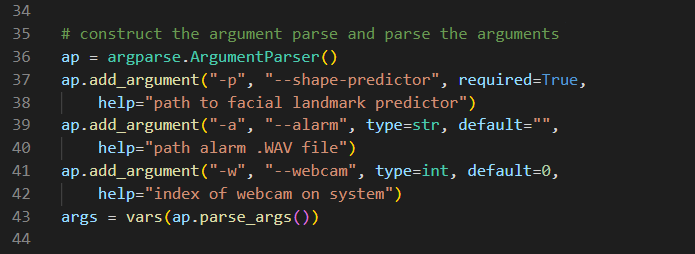 34
35 # construct the argument parse and parse the arguments
36 ap = argparse.ArgumentParser()
37 ap.add_argument("-p", "--shape-predictor", required=True,
38     help="path to facial landmark predictor")
39 ap.add_argument("-a", "--alarm", type=str, default="",
40     help="path alarm .WAV file")
41 ap.add_argument("-w", "--webcam", type=int, default=0,
42     help="index of webcam on system")
43 args = vars(ap.parse_args())
44